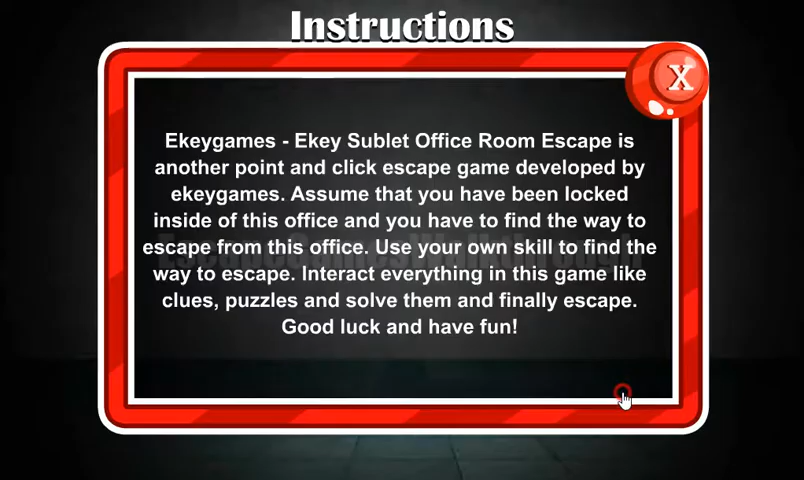 Instructions
X
Ekeygames - Ekey Sublet Office Room Escape is
another point and click escape game developed by
ekeygames. Assume that you have been locked
inside of this office and you have to find the way to
escape from this office. Use your own skill to find the
way to escape. Interact everything in this game like
clues, puzzles and solve them and finally escape.
Good luck and have fun!